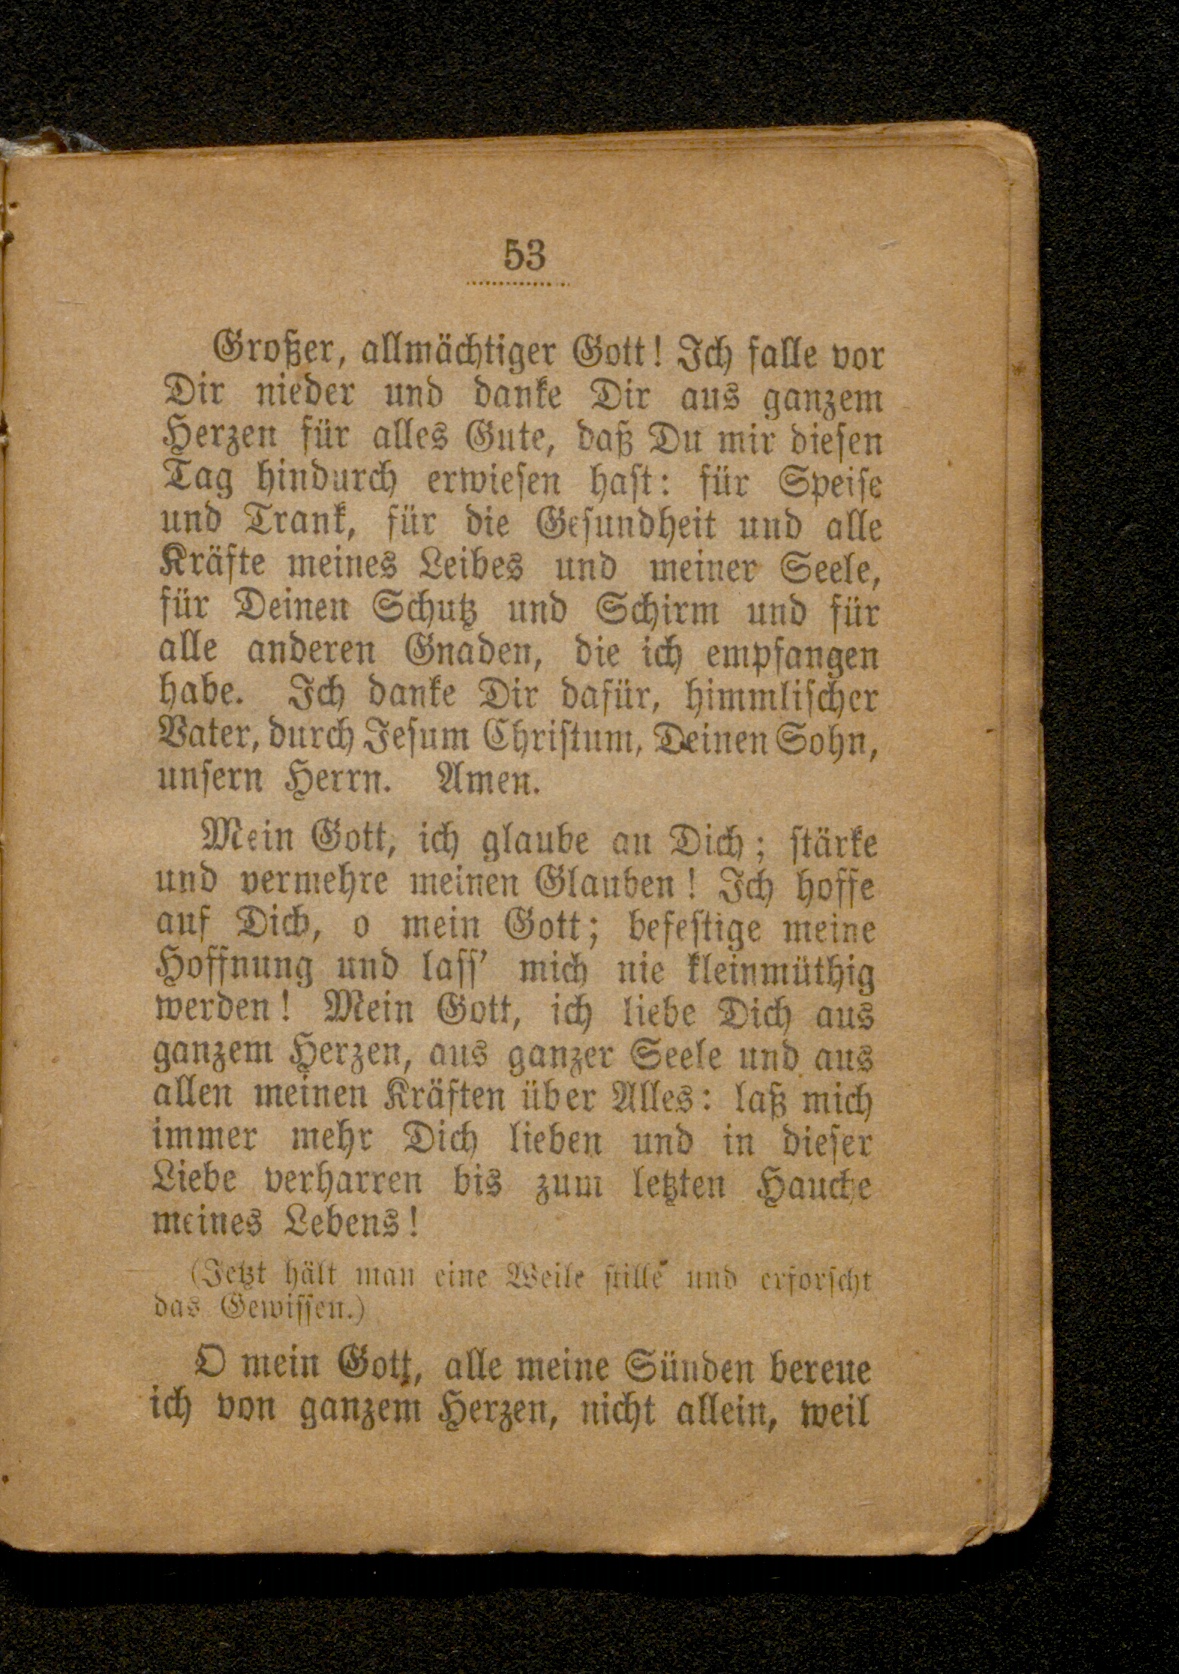 53
Großer, allmächtiger Gott! Ich falle vor
Dir nieder und danke Dir aus ganzem
Herzen für alles Gute, daß Du mir diesen
Tag hindurch erwiesen hast: für Speise
und Trank, für die Gesundheit und alle
Kräfte meines Leibes und meiner Seele,
für Deinen Schutz und Schirm und für
alle anderen Gnaden, die ich empfangen
habe. Ich danke Dir dafür, himmlischer
Vater, durch Jesum Christum, Deinen Sohn,
unsern Herrn. Amen.
Mein Gott, ich glaube an Dich; stärke
und vermehre meinen Glauben! Ich hoffe
auf Dich, o mein Gott; befestige meine
Hoffnung und lass' mich nie kleinmüthig
werden! Mein Gott, ich liebe Dich aus
ganzem Herzen, aus ganzer Seele und aus
allen meinen Kräften über Alles: laß mich
immer mehr Dich lieben und in dieser
Liebe verharren bis zum letzten Hauche
meines Lebens!
(Jetzt hält man eine Weile stille und erforscht
das Gewissen.)
O mein Gott, alle meine Sünden bereue
ich von ganzem Herzen, nicht allein, weil